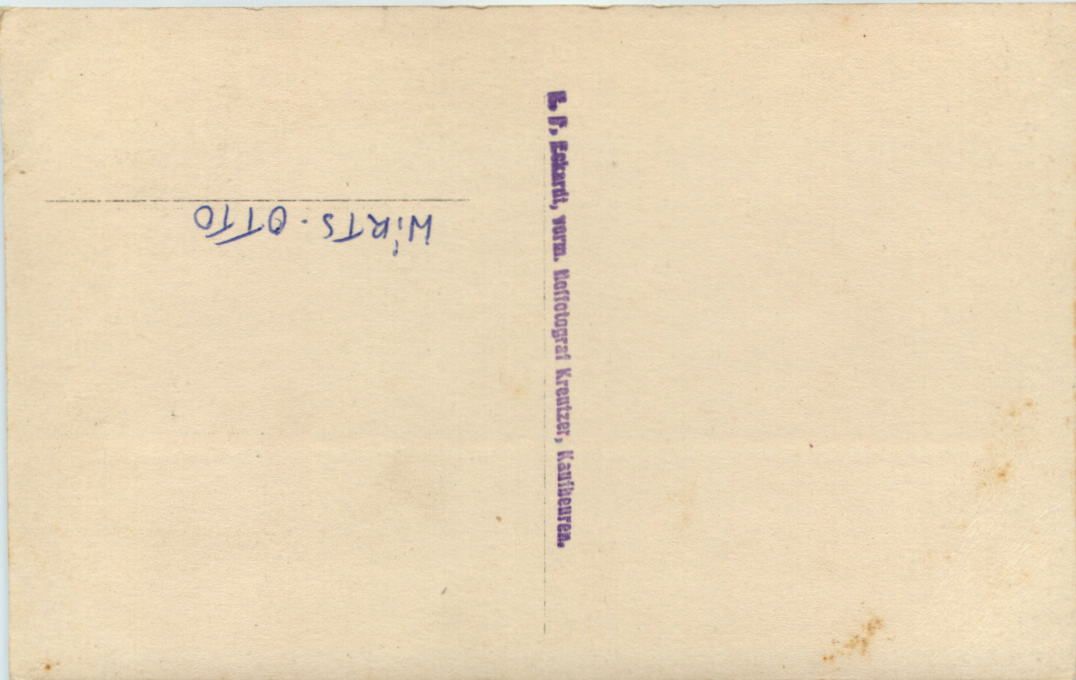 E. F. Eckardt, vorm. Hoffotograf Kreutzer, Kaufbeuren.
WiRTS-OTTO